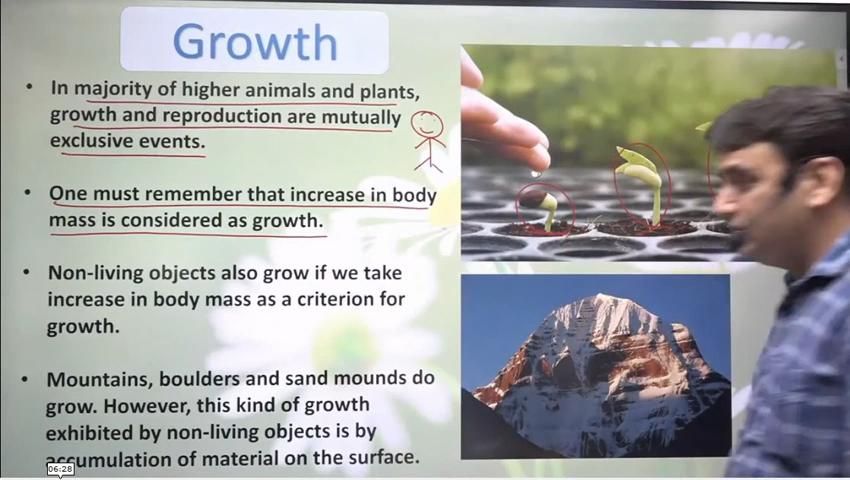 Growth
• In majority of higher animals and plants,
growth and reproduction are mutually
exclusive events.
• One must remember that increase in body
mass is considered as growth.
• Non-living objects also grow if we take
increase in body mass as a criterion for
growth.
• Mountains, boulders and sand mounds do
grow. However, this kind of growth
exhibited by non-living objects is by
accumulation of material on the surface.
06:28